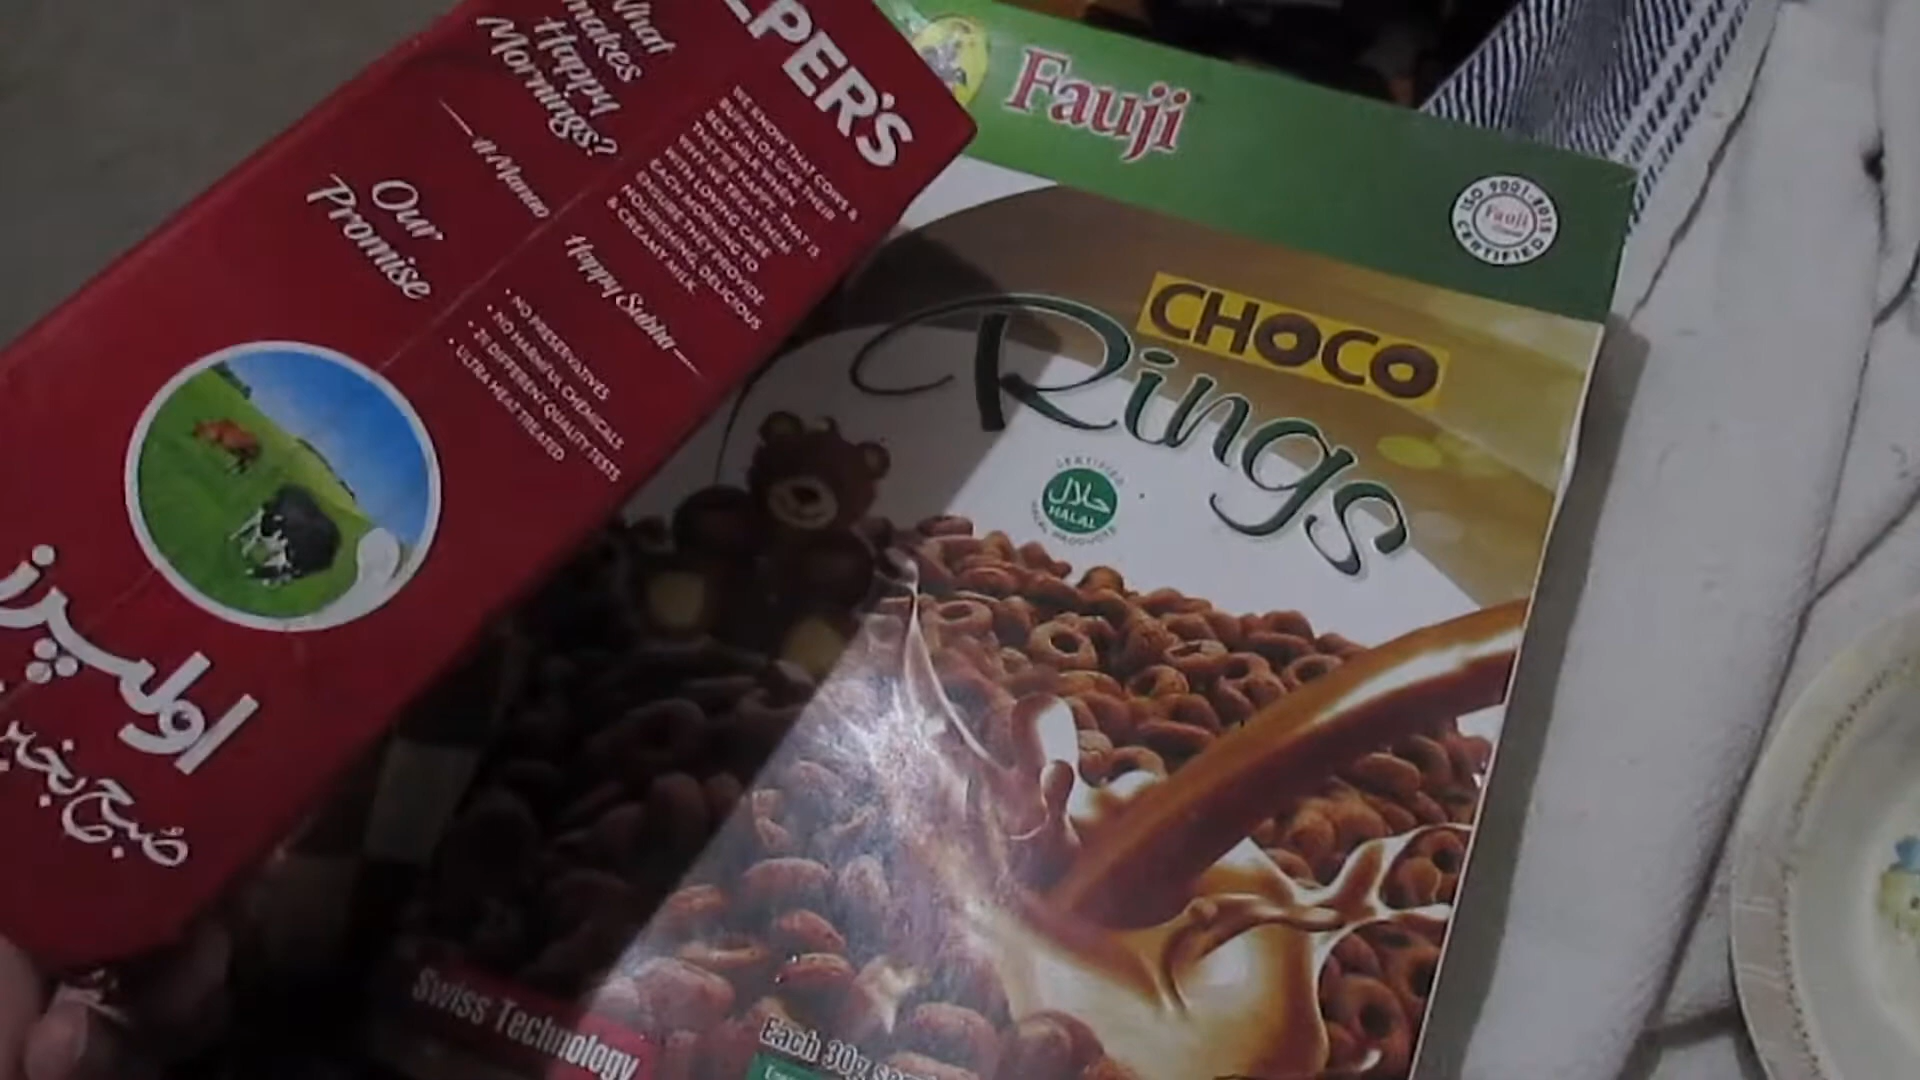 LPER'S
What
makes
Happy
Mornings?
WE KNOW THAT COWS &
BUFFALOS GIVE THEIR
BEST MILK WHEN
THEY'RE HAPPY. THAT IS
WHY WE TREAT THEM
WITH LOVING CARE
EACH MORNING TO
ENSURE THEY PROVIDE
NOURISHING, DELICIOUS
& CREAMY MILK
Happy Subha
Our
Promise
• NO PRESERVATIVES
• NO HARMFUL CHEMICALS
• 21 DIFFERENT QUALITY TESTS
• ULTRA HEAT TREATED
اولپرز
صُبح بخیر
Fauji
ISO 9001:2015
Fauji
CERTIFIED
CHOCO
Rings
CERTIFIED
حلال
HALAL
HALAL PRODUCTS
Swiss Technology
Each 30g